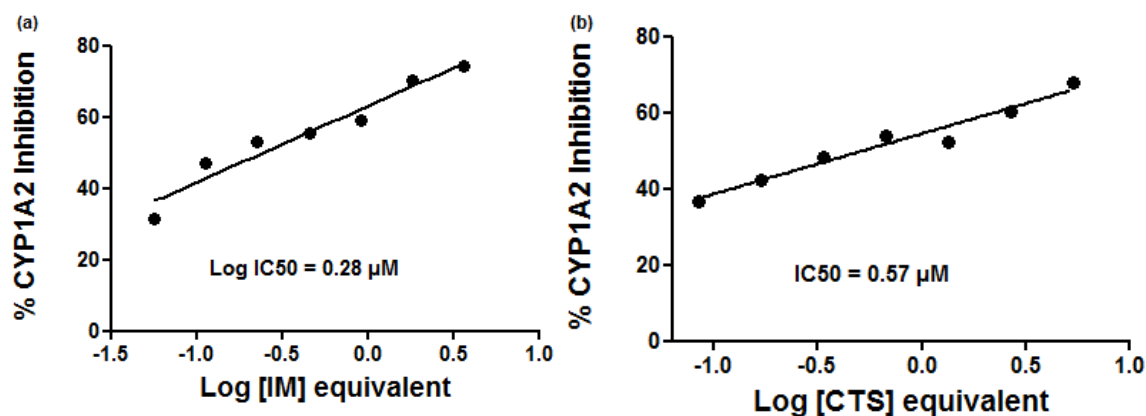 (a)
% CYP1A2 Inhibition
80
60
40
20
0
Log IC50 = 0.28 µM
-1.5 -1.0 -0.5 0.0 0.5 1.0
Log [IM] equivalent
(b)
% CYP1A2 Inhibition
80
60
40
20
0
IC50 = 0.57 µM
-1.0 -0.5 0.0 0.5 1.0
Log [CTS] equivalent